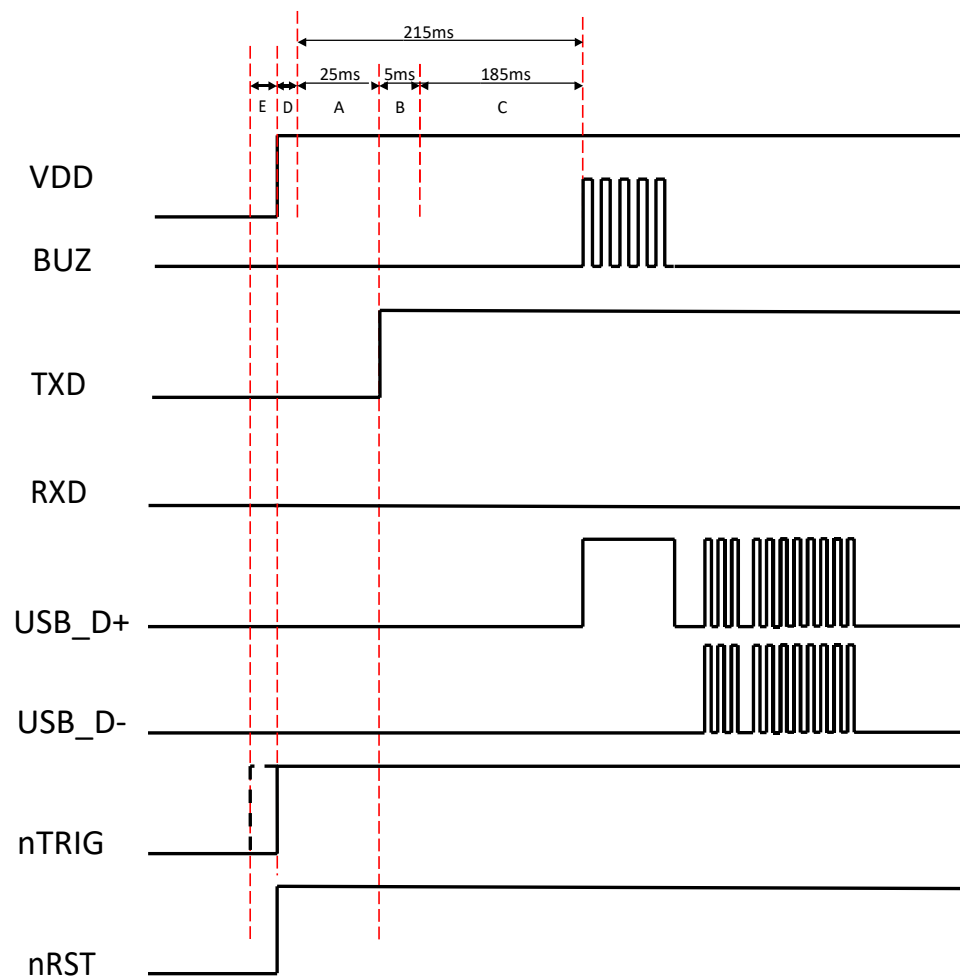 215ms
25ms 5ms 185ms
E D A B C
VDD
BUZ
TXD
RXD
USB_D+
USB_D-
nTRIG
nRST